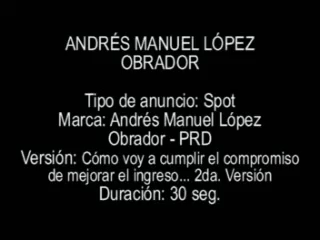 ANDRÉS MANUEL LÓPEZ
OBRADOR
Tipo de anuncio: Spot
Marca: Andrés Manuel López
Obrador - PRD
Versión: Cómo voy a cumplir el compromiso
de mejorar el ingreso... 2da. Versión
Duración: 30 seg.